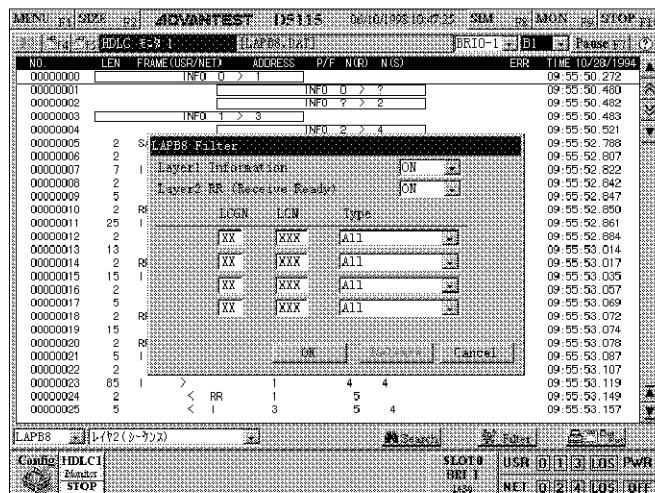 MENU F1 SIZE F2 ADVANTEST D5115 06/10/1998 10:47:25 SIM F8 MON F9 STOP F10
F4 F5 HDLC モニタ 1 [LAPB8.DAT] BRI0-1 B1 Pause F7
NO. LEN FRAME(USR/NET) ADDRESS P/F N(R) N(S) ERR TIME 10/28/1994
00000000 INFO 0 > 1 09:55:50.272
00000001 INFO 0 > ? 09:55:50.480
00000002 INFO ? > 2 09:55:50.482
00000003 INFO 1 > 3 09:55:50.483
00000004 INFO 2 > 4 09:55:50.521
00000005 2 09:55:52.788
00000006 2 09:55:52.807
00000007 7 I 09:55:52.822
00000008 2 09:55:52.842
00000009 5 09:55:52.847
00000010 2 09:55:52.850
00000011 25 I 09:55:52.861
00000012 2 09:55:52.884
00000013 13 09:55:53.014
00000014 2 09:55:53.017
00000015 15 I 09:55:53.035
00000016 2 09:55:53.057
00000017 5 09:55:53.069
00000018 2 09:55:53.072
00000019 15 09:55:53.074
00000020 2 09:55:53.078
00000021 5 I 09:55:53.087
00000022 2 09:55:53.107
00000023 85 I > 1 4 4 09:55:53.119
00000024 2 < RR 1 5 09:55:53.149
00000025 5 < I 3 5 4 09:55:53.157
LAPB8 Filter
Layer1 Information ON
Layer2 RR (Receive Ready) ON
LCGN LCN Type
XX XXX All
XX XXX All
XX XXX All
XX XXX All
OK Cancel
LAPB8 レイヤ2(シーケンス) Search Filter
Config HDLC1 Monitor STOP
SLOT0 BRI 1 1430
USR 0 1 3 LOS PWR
NET 0 2 4 LOS OFF